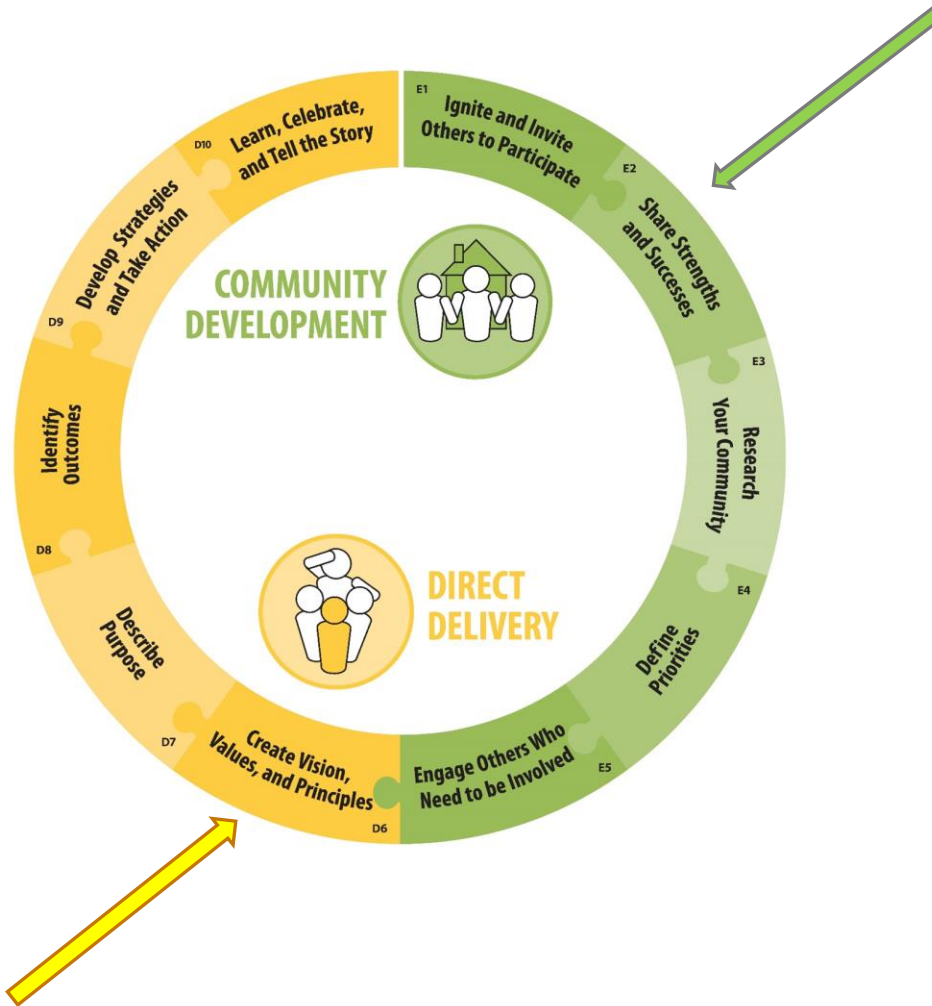 E1
Ignite and Invite
Others to Participate
E2
Share Strengths
and Successes
E3
Research
Your Community
E4
Define
Priorities
E5
Engage Others Who
Need to be Involved
D6
Create Vision,
Values, and Principles
D7
Describe
Purpose
D8
Identify
Outcomes
D9
Develop Strategies
and Take Action
D10
Learn, Celebrate,
and Tell the Story
COMMUNITY
DEVELOPMENT
DIRECT
DELIVERY